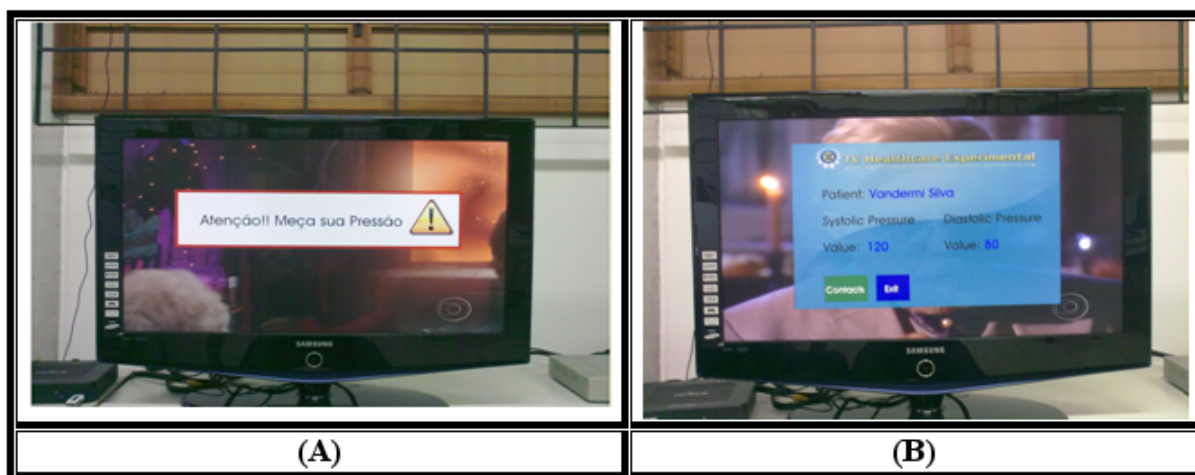 Atenção!! Meça sua Pressão
SAMSUNG
(A)
TV Healthcare Experimental
Patient: Vandermi Silva
Systolic Pressure Diastolic Pressure
Value: 120 Value: 80
Contacts Exit
SAMSUNG
(B)